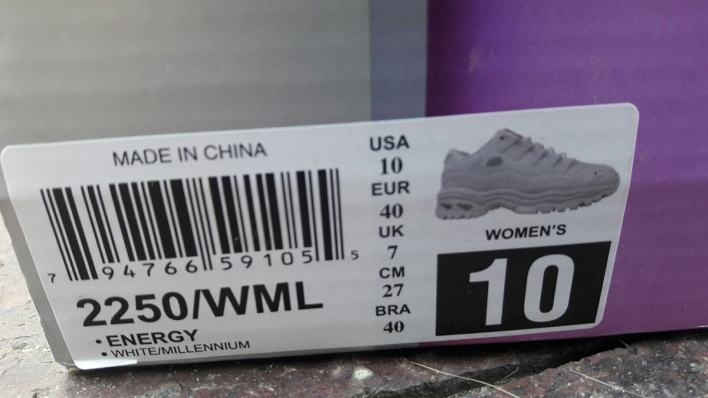 MADE IN CHINA
7 94766 59105 5
2250/WML
• ENERGY
• WHITE/MILLENNIUM
USA
10
EUR
40
UK
7
CM
27
BRA
40
WOMEN'S
10